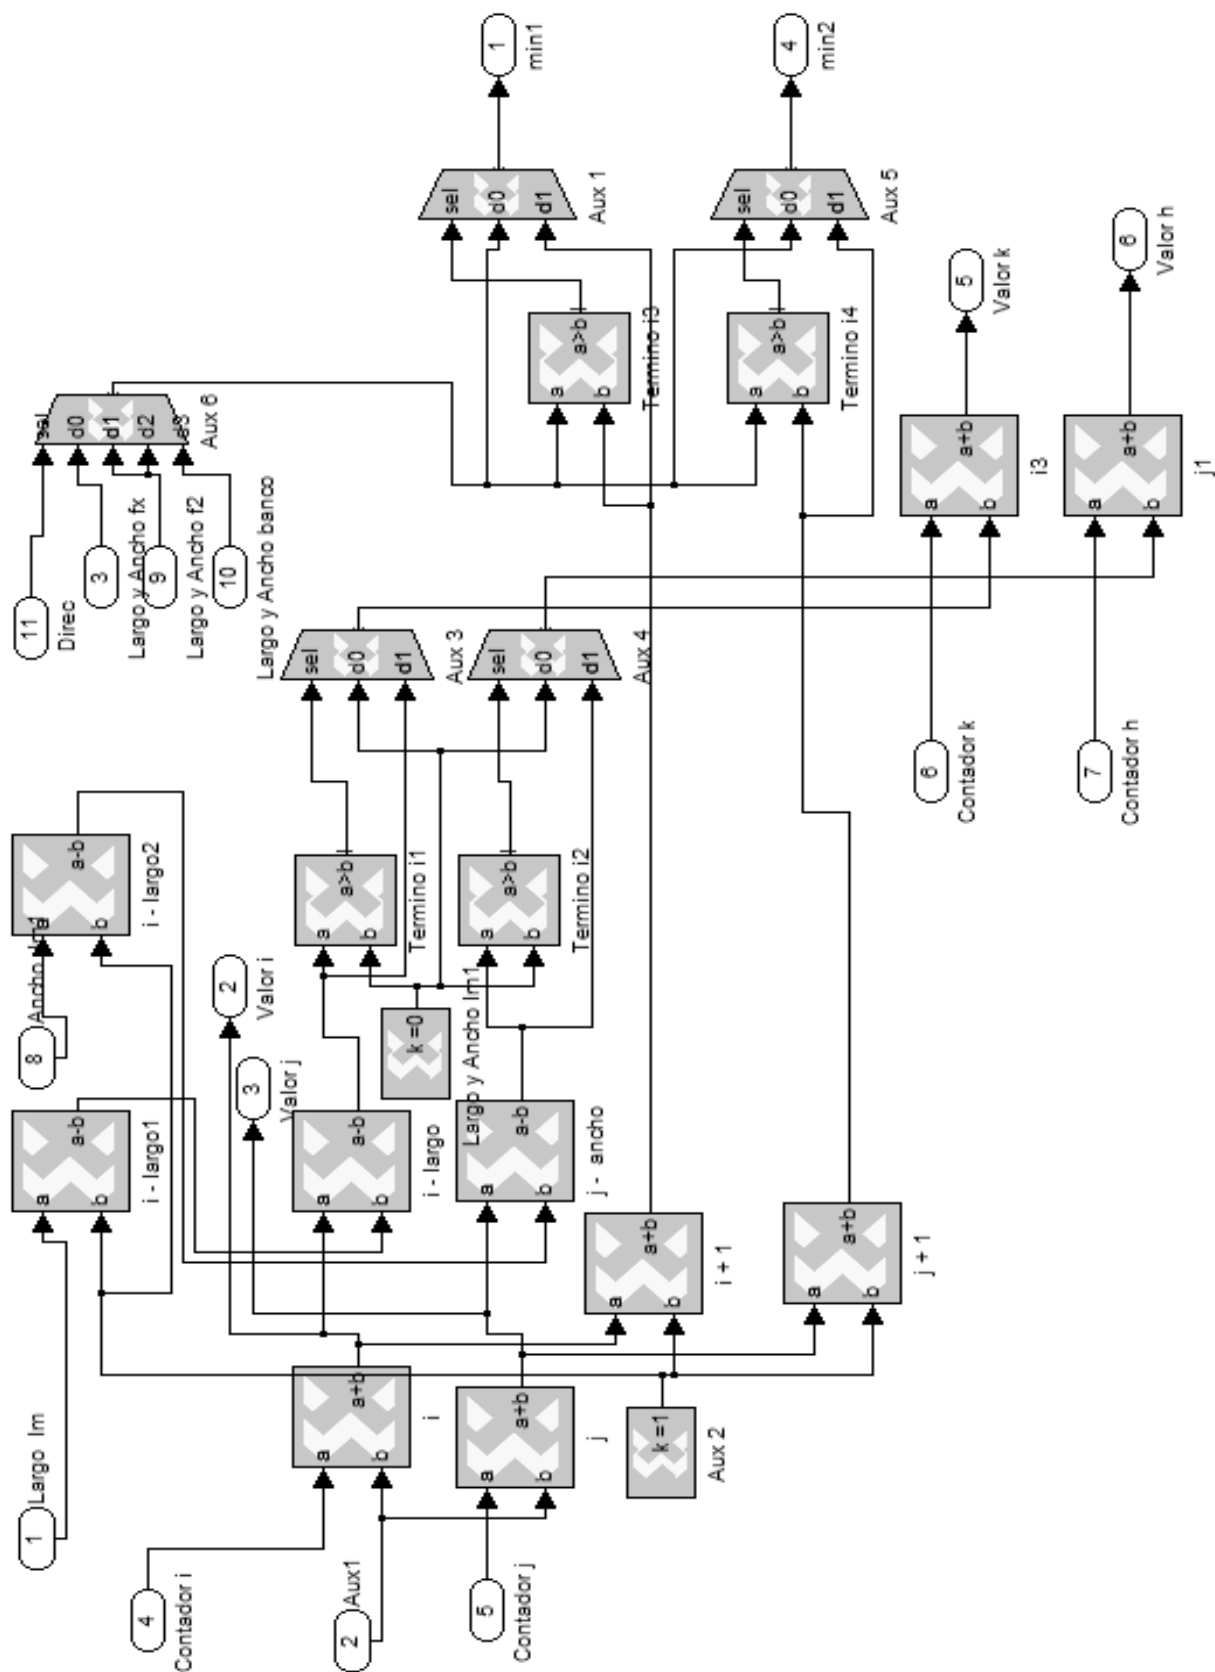 1
Largo Im
4
Contador i
2
Aux1
5
Contador j
a
b
a+b
i
a
b
a+b
j
k =1
Aux 2
a
b
a-b
i - largo1
8
Ancho Im1
a
b
a-b
i - largo2
2
Valor i
3
Valor j
a
b
a-b
i - largo
Largo y Ancho Im1
a
b
a-b
j - ancho
a
b
a+b
i + 1
a
b
a+b
j + 1
k =0
a
b
a>b
Termino i1
a
b
a>b
Termino i2
sel
d0
d1
Aux 3
sel
d0
d1
Aux 4
11
Direc
3
Largo y Ancho fx
9
Largo y Ancho f2
10
Largo y Ancho banco
sel
d0
d1
d2
d3
Aux 6
a
b
a>b
Termino i3
a
b
a>b
Termino i4
sel
d0
d1
Aux 1
sel
d0
d1
Aux 5
1
min1
4
min2
6
Contador k
7
Contador h
a
b
a+b
i3
a
b
a+b
j1
5
Valor k
6
Valor h